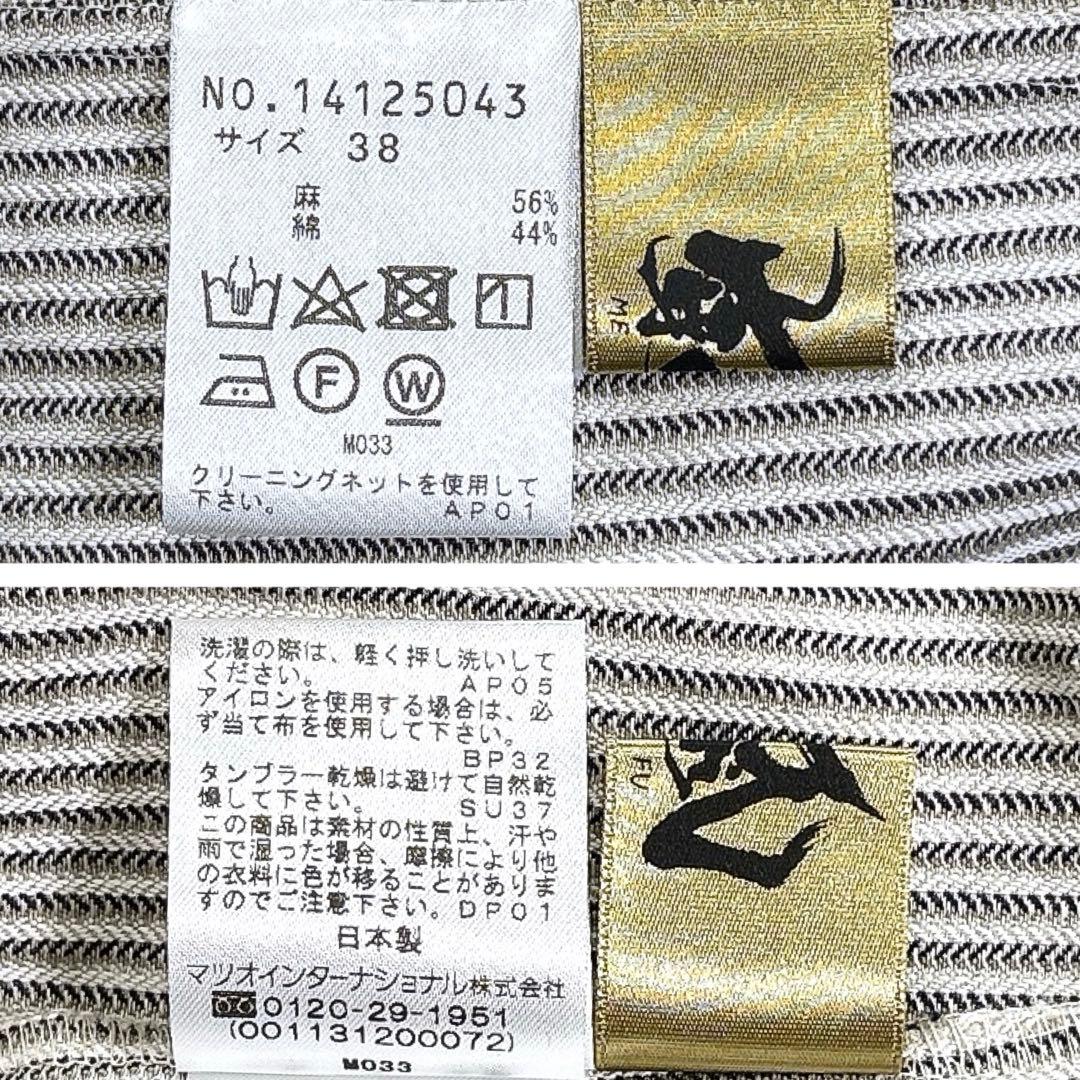 NO.14125043
サイズ 38
麻 56%
綿 44%
F W
M033
クリーニングネットを使用して
下さい。 AP01
ME
洗濯の際は、軽く押し洗いして
ください。 AP05
アイロンを使用する場合は、必
ず当て布を使用して下さい。
BP32
タンブラー乾燥は避けて自然乾
燥して下さい。 SU37
この商品は素材の性質上、汗や
雨で湿った場合、摩擦により他
の衣料に色が移ることがありま
すのでご注意下さい。DP01
日本製
マツオインターナショナル株式会社
0120-29-1951
(0011131200072)
M033
FU